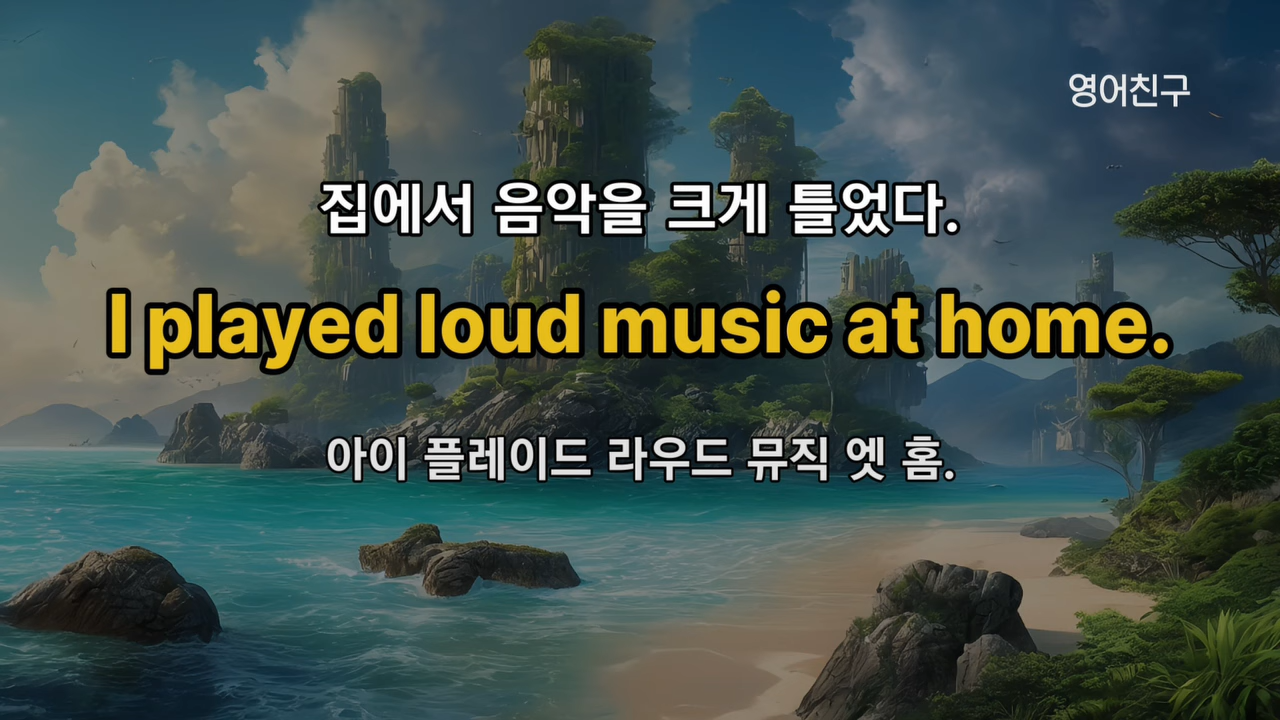 영어친구
집에서 음악을 크게 틀었다.
I played loud music at home.
아이 플레이드 라우드 뮤직 엣 홈.